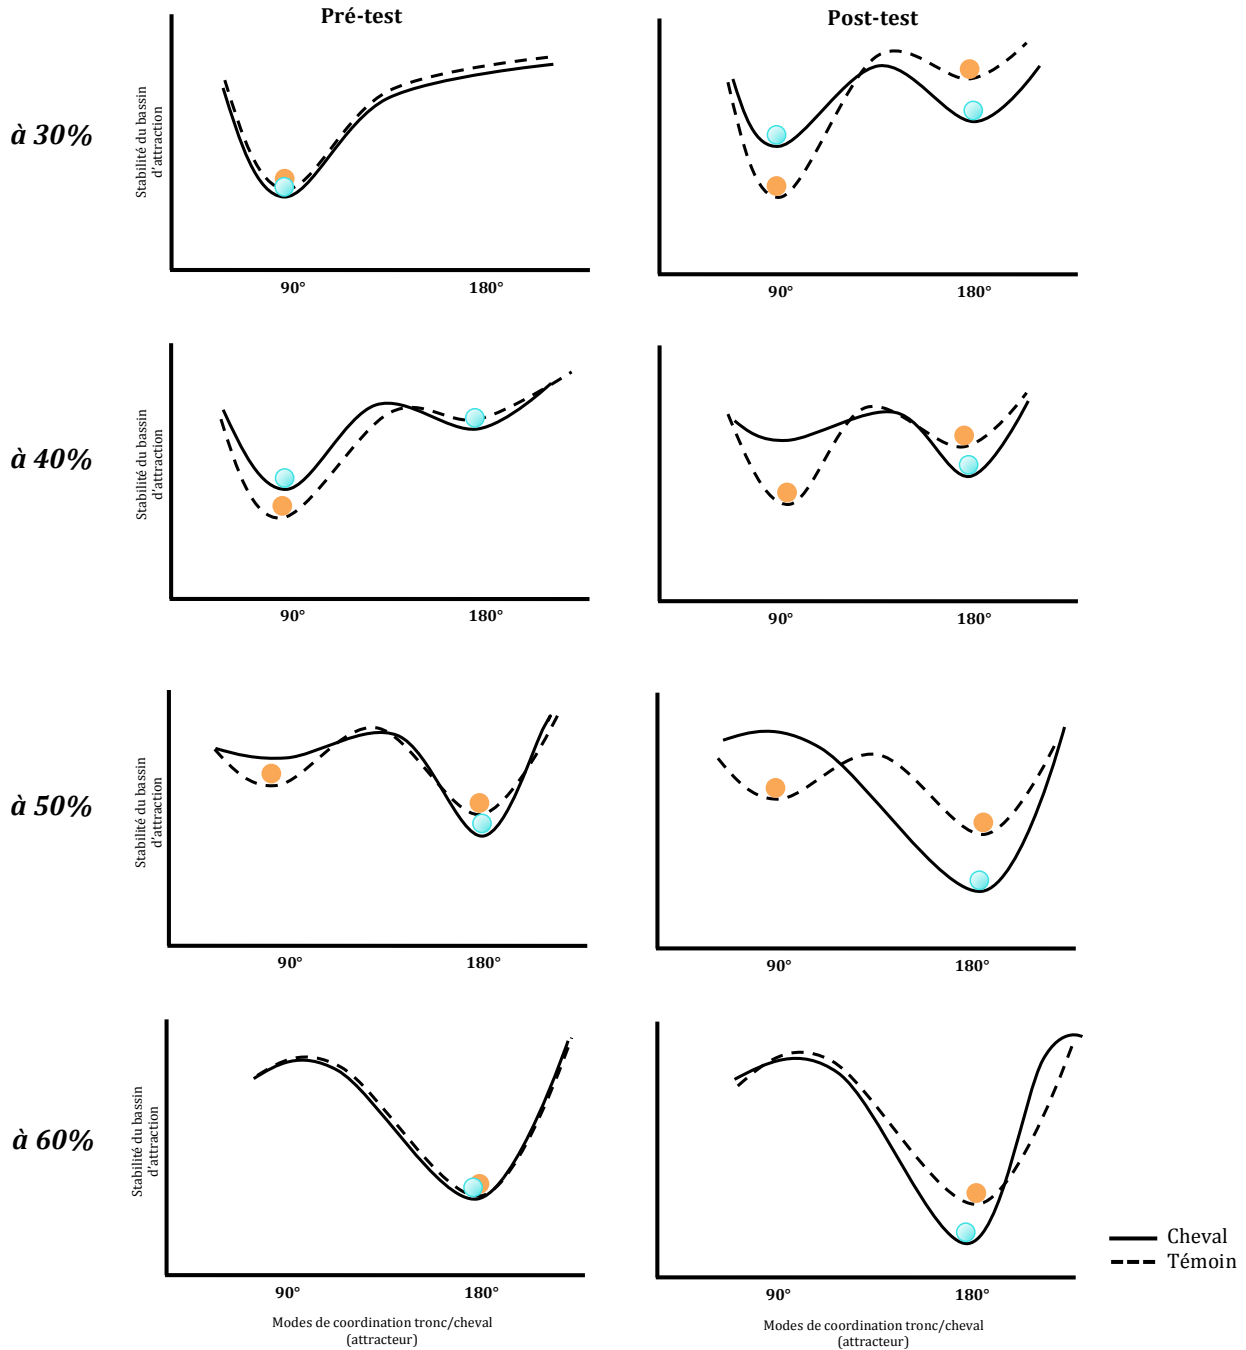 Pré-test
Post-test
à 30%
Stabilité du bassin
d'attraction
90°
180°
90°
180°
à 40%
Stabilité du bassin
d'attraction
90°
180°
90°
180°
à 50%
Stabilité du bassin
d'attraction
90°
180°
90°
180°
à 60%
Stabilité du bassin
d'attraction
90°
180°
90°
180°
Cheval
Témoin
Modes de coordination tronc/cheval
(attracteur)
Modes de coordination tronc/cheval
(attracteur)